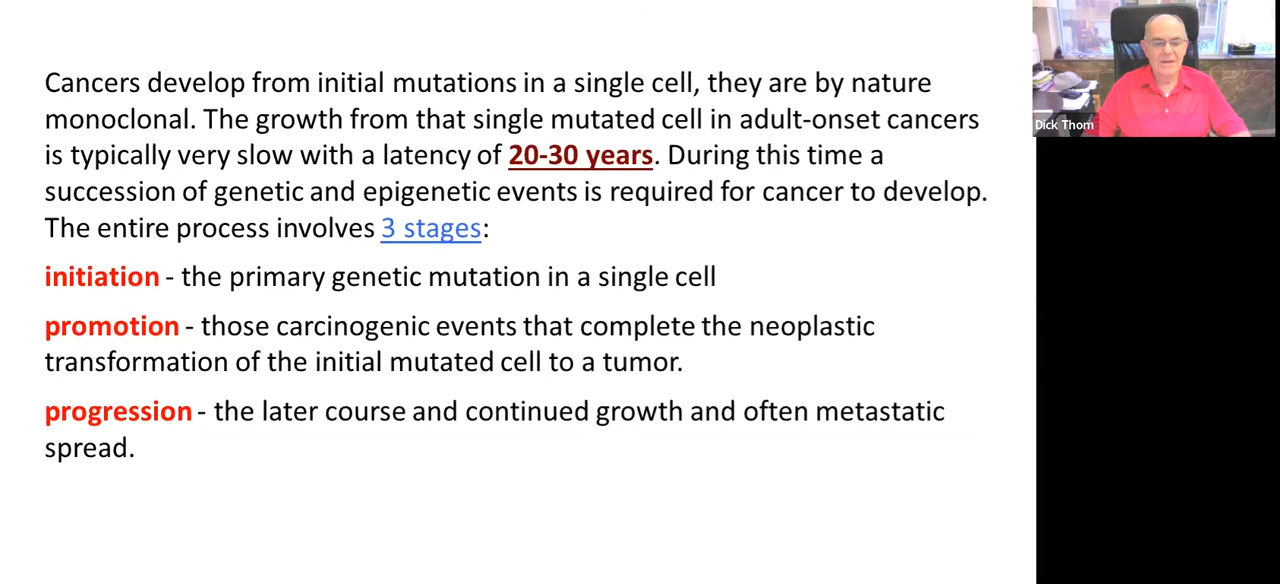 Cancers develop from initial mutations in a single cell, they are by nature
monoclonal. The growth from that single mutated cell in adult-onset cancers
is typically very slow with a latency of 20-30 years. During this time a
succession of genetic and epigenetic events is required for cancer to develop.
The entire process involves 3 stages:
initiation - the primary genetic mutation in a single cell
promotion - those carcinogenic events that complete the neoplastic
transformation of the initial mutated cell to a tumor.
progression - the later course and continued growth and often metastatic
spread.
Dick Thom